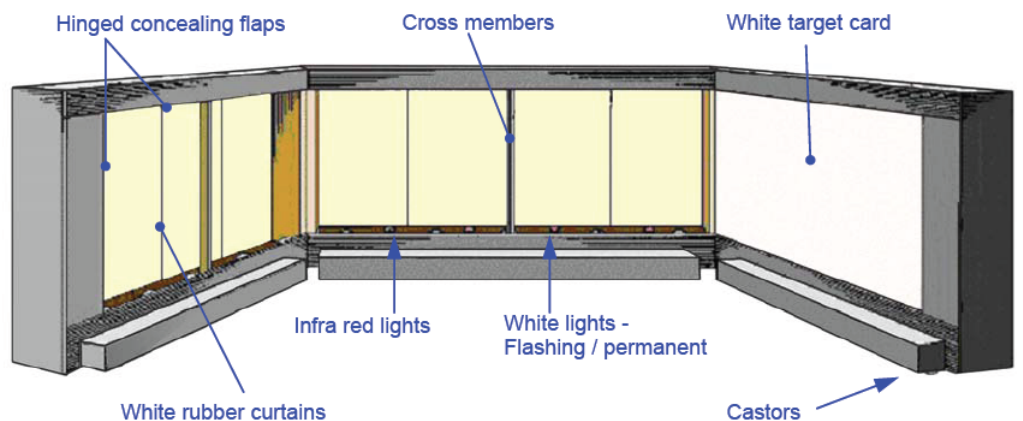 Hinged concealing flaps
Cross members
White target card
Infra red lights
White lights -
Flashing / permanent
White rubber curtains
Castors